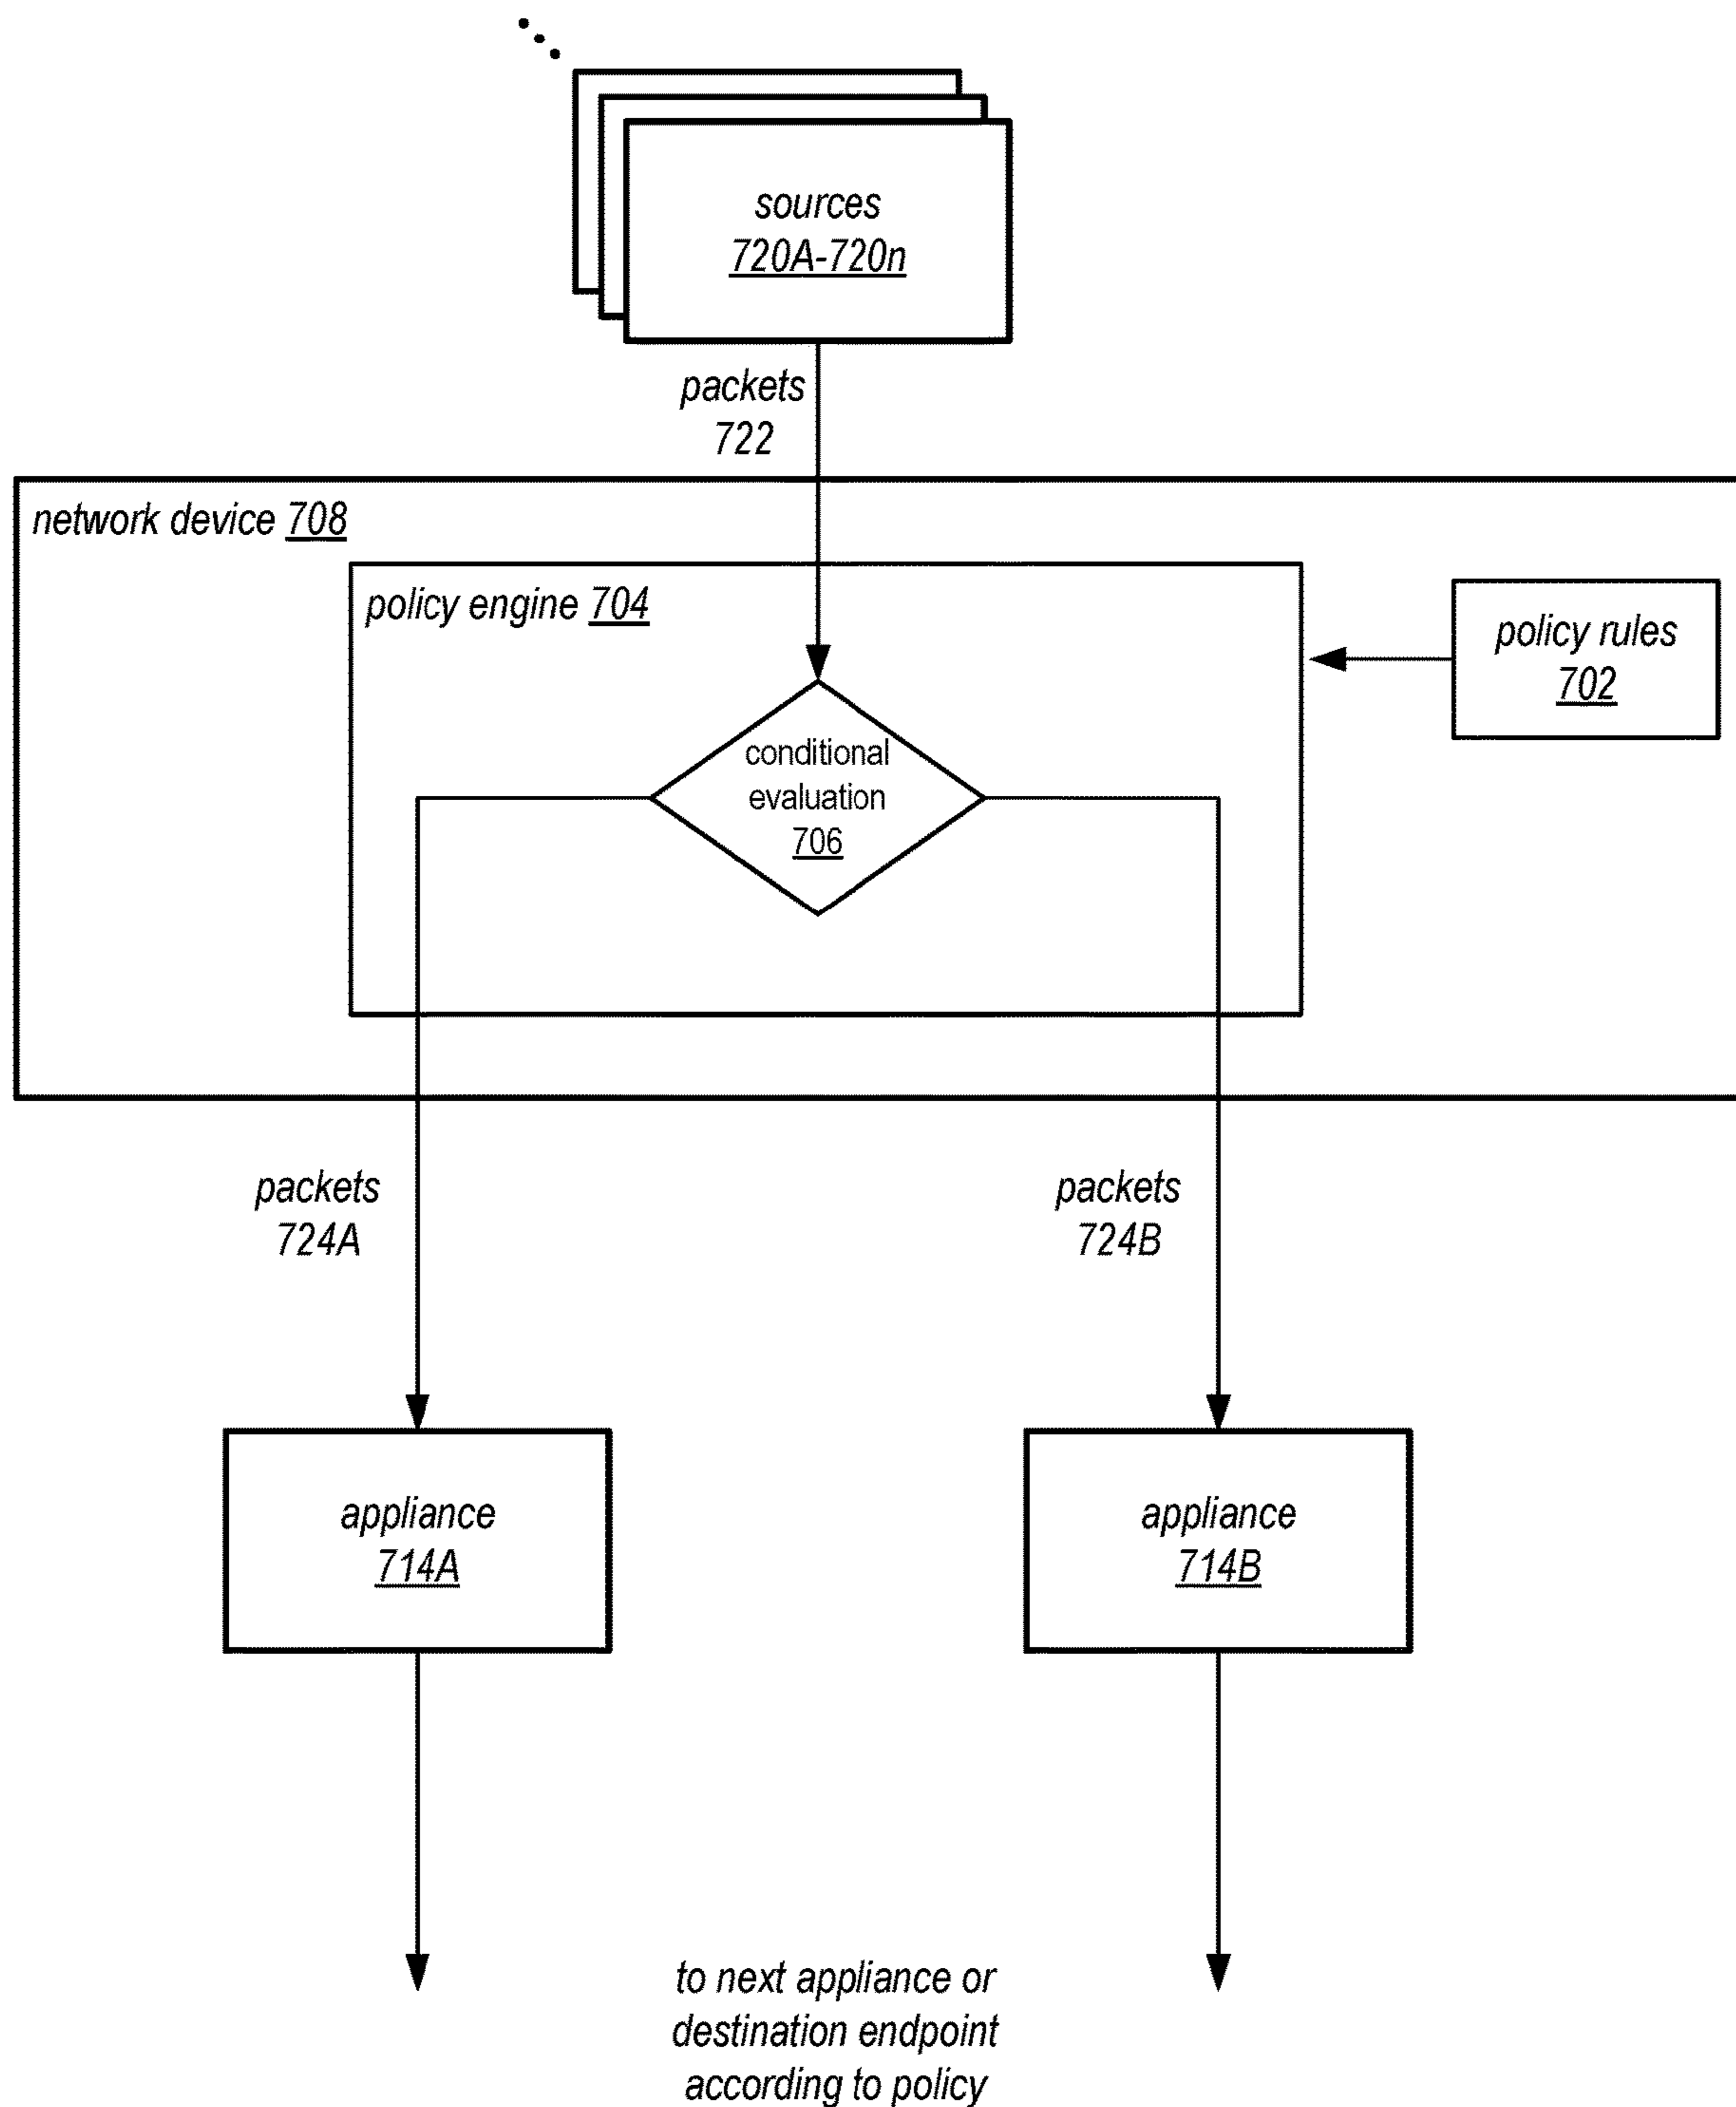 sources
720A-720n
packets
722
network device 708
policy engine 704
policy rules
702
conditional
evaluation
706
packets
724A
packets
724B
appliance
714A
appliance
714B
to next appliance or
destination endpoint
according to policy